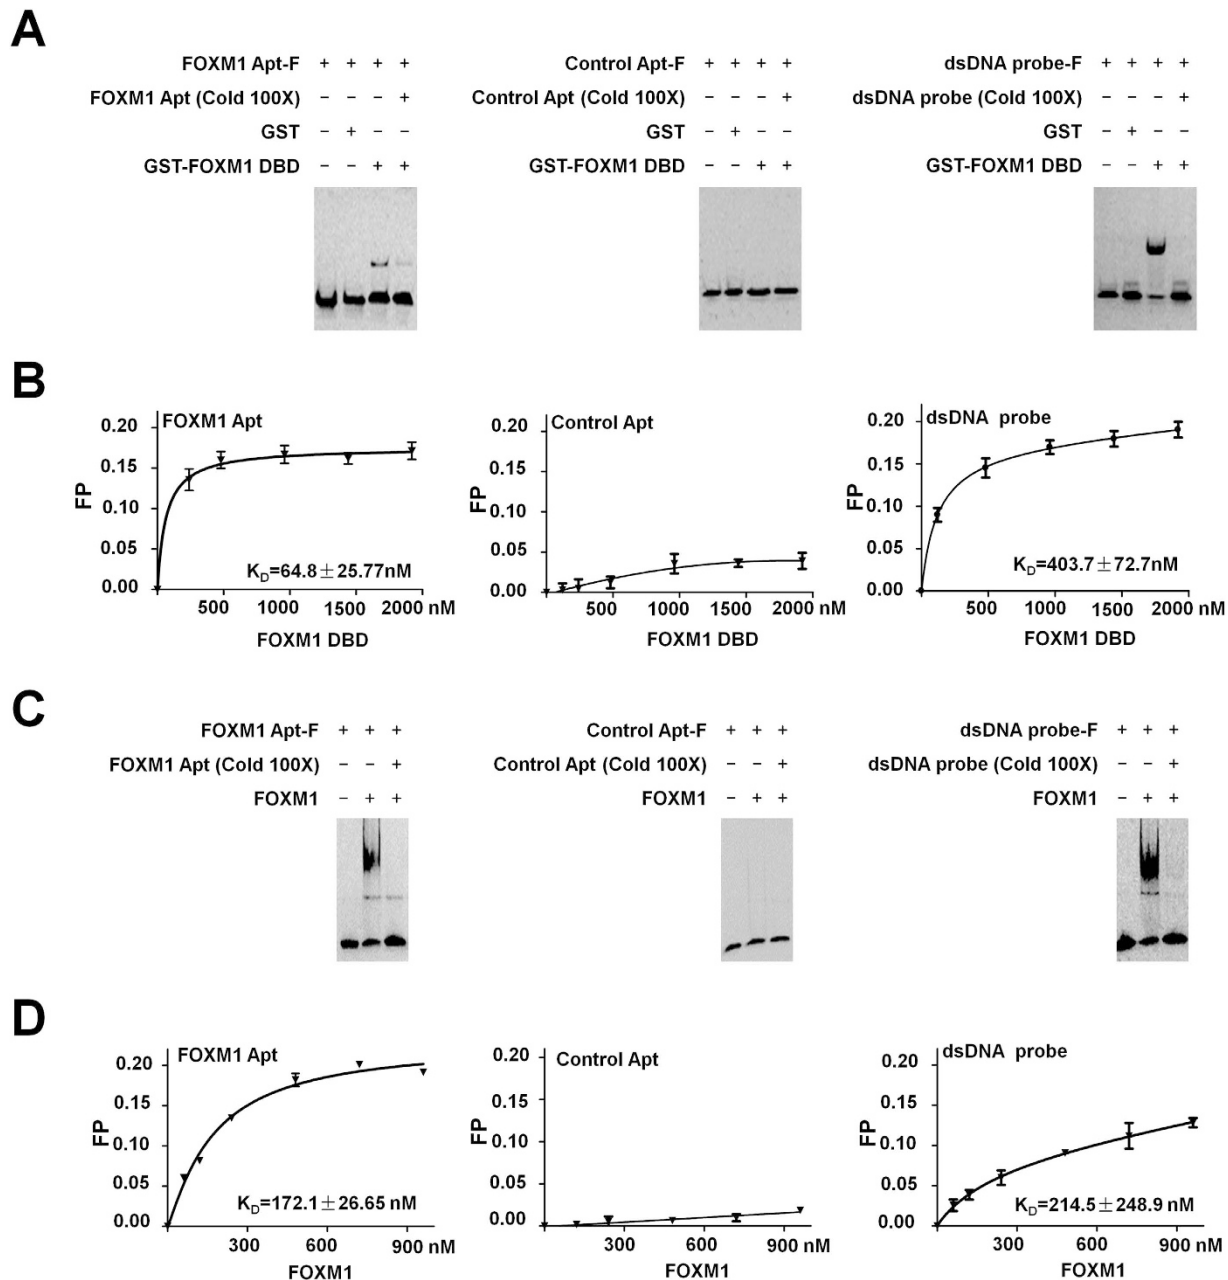 A
FOXM1 Apt-F + + + +
FOXM1 Apt (Cold 100X) − − − +
GST − + − −
GST-FOXM1 DBD − − + +
Control Apt-F + + + +
Control Apt (Cold 100X) − − − +
GST − + − −
GST-FOXM1 DBD − − + +
dsDNA probe-F + + + +
dsDNA probe (Cold 100X) − − − +
GST − + − −
GST-FOXM1 DBD − − + +
B
FOXM1 Apt
0.20
0.15
0.10
0.05
0.00
FP
K_D=64.8±25.77nM
500 1000 1500 2000 nM
FOXM1 DBD
Control Apt
0.20
0.15
0.10
0.05
0.00
FP
500 1000 1500 2000 nM
FOXM1 DBD
dsDNA probe
0.20
0.15
0.10
0.05
0.00
FP
K_D=403.7±72.7nM
500 1000 1500 2000 nM
FOXM1 DBD
C
FOXM1 Apt-F + + +
FOXM1 Apt (Cold 100X) − − +
FOXM1 − + +
Control Apt-F + + +
Control Apt (Cold 100X) − − +
FOXM1 − + +
dsDNA probe-F + + +
dsDNA probe (Cold 100X) − − +
FOXM1 − + +
D
FOXM1 Apt
0.20
0.15
0.10
0.05
0.00
FP
K_D=172.1±26.65 nM
300 600 900 nM
FOXM1
Control Apt
0.20
0.15
0.10
0.05
0.00
FP
300 600 900 nM
FOXM1
dsDNA probe
0.20
0.15
0.10
0.05
0.00
FP
K_D=214.5±248.9 nM
300 600 900 nM
FOXM1